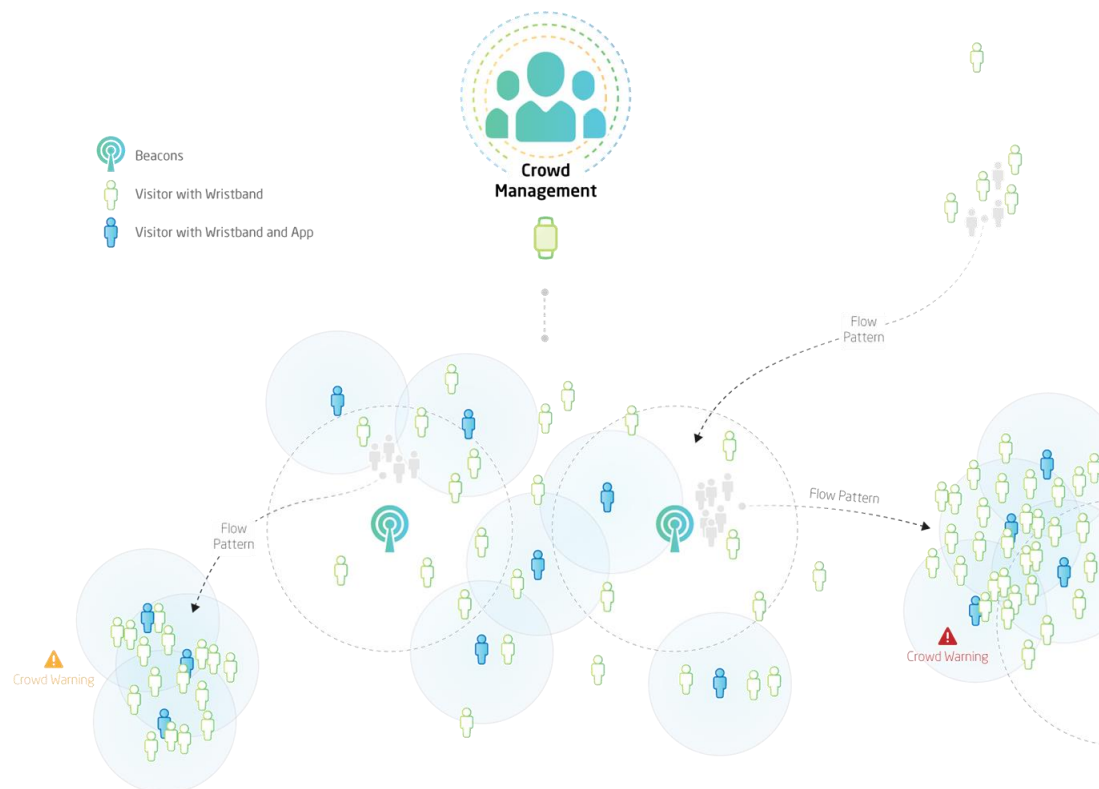 Crowd
Management
Beacons
Visitor with Wristband
Visitor with Wristband and App
Flow
Pattern
Flow Pattern
Flow
Pattern
Crowd Warning
Crowd Warning